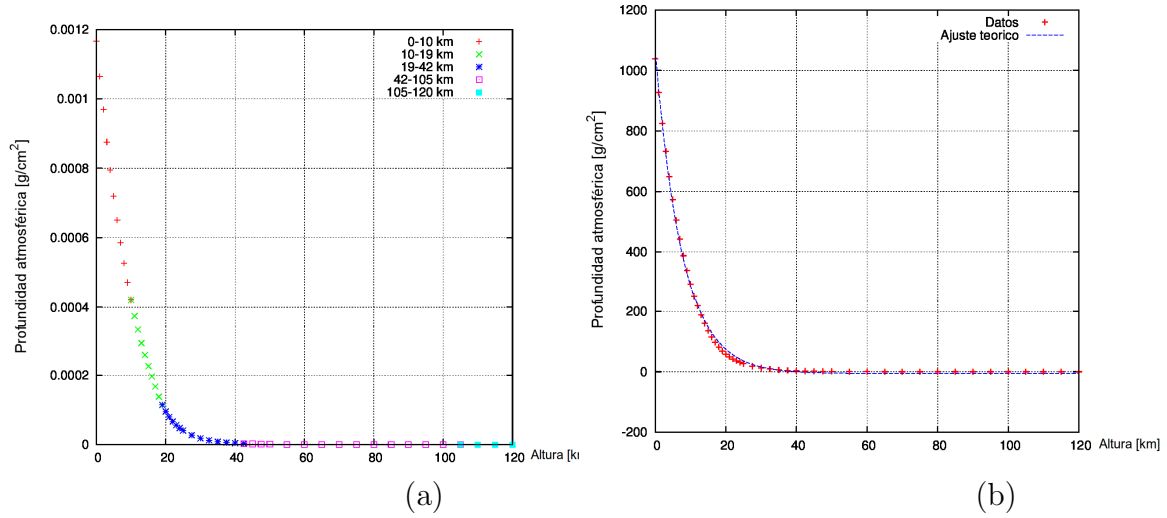 0.0012
0.001
0.0008
0.0006
0.0004
0.0002
0
Profundidad atmosférica [g/cm²]
0-10 km
10-19 km
19-42 km
42-105 km
105-120 km
0 20 40 60 80 100 120 Altura [k
(a)
1200
1000
800
600
400
200
0
-200
Profundidad atmosférica [g/cm²]
Datos
Ajuste teorico
0 20 40 60 80 100 120 Altura [km]
(b)